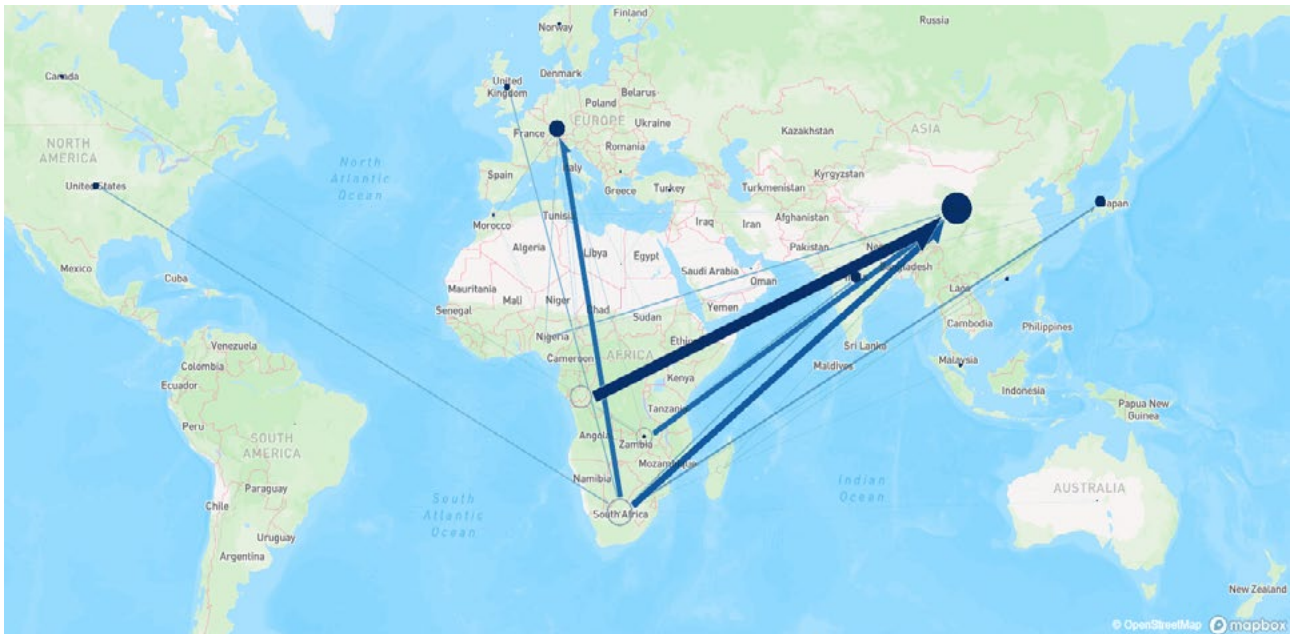 Finland
Russia
Norway
Canada
United
Kingdom
Denmark
Belarus
Poland
EUROPE
Ukraine
France
ASIA
Kazakhstan
NORTH
AMERICA
North
Atlantic
Ocean
Romania
Italy
Spain
Kyrgyzstan
United States
Greece
Turkey
Turkmenistan
Japan
Morocco
Tunisia
Iraq
Iran
Afghanistan
Algeria
Libya
Egypt
Pakistan
Mexico
Cuba
Saudi Arabia
Oman
Bangladesh
Mauritania
Mali
Niger
Chad
Sudan
Yemen
Laos
Senegal
Nigeria
Cambodia
Philippines
Venezuela
Cameroon
AFRICA
Sri Lanka
Colombia
Maldives
Malaysia
Ecuador
Kenya
Indonesia
Tanzania
Papua New
Guinea
Peru
SOUTH
AMERICA
Angola
Zambia
Mozambique
Namibia
Indian
Ocean
AUSTRALIA
Paraguay
South
Atlantic
Ocean
Chile
South Africa
Uruguay
Argentina
New Zealand
© OpenStreetMap mapbox